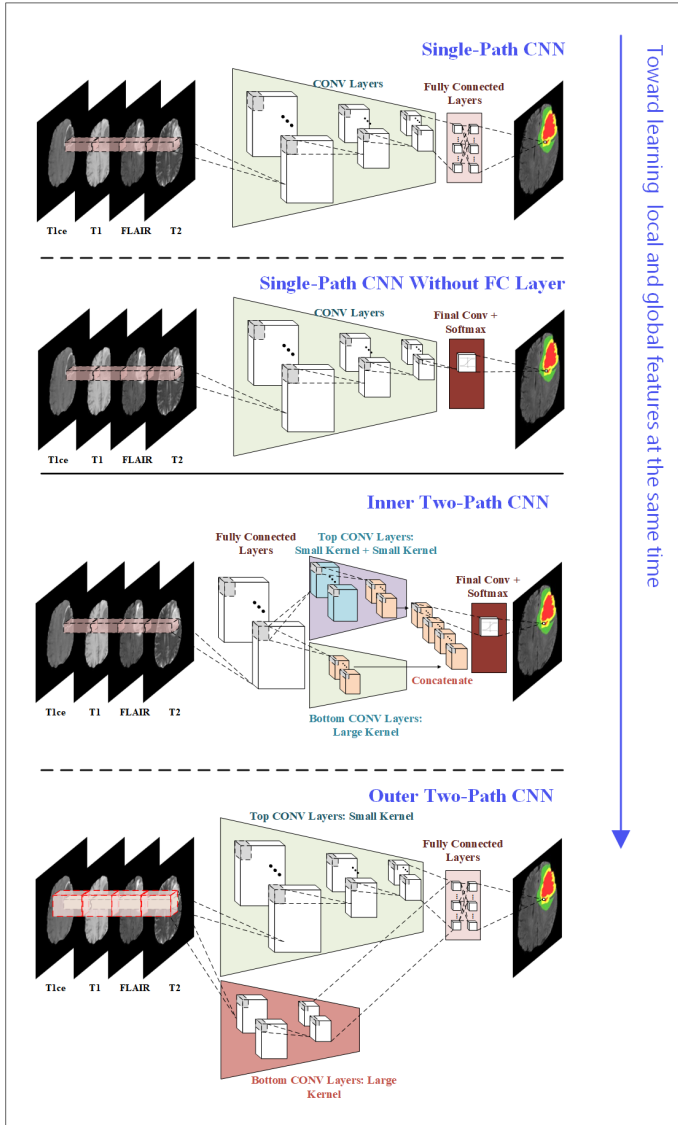 Single-Path CNN
CONV Layers
Fully Connected
Layers
T1ce T1 FLAIR T2
Single-Path CNN Without FC Layer
CONV Layers
Final Conv +
Softmax
T1ce T1 FLAIR T2
Inner Two-Path CNN
Fully Connected
Layers
Top CONV Layers:
Small Kernel + Small Kernel
Final Conv +
Softmax
Concatenate
Bottom CONV Layers:
Large Kernel
T1ce T1 FLAIR T2
Outer Two-Path CNN
Top CONV Layers: Small Kernel
Fully Connected
Layers
T1ce T1 FLAIR T2
Bottom CONV Layers: Large
Kernel
Toward learning local and global features at the same time